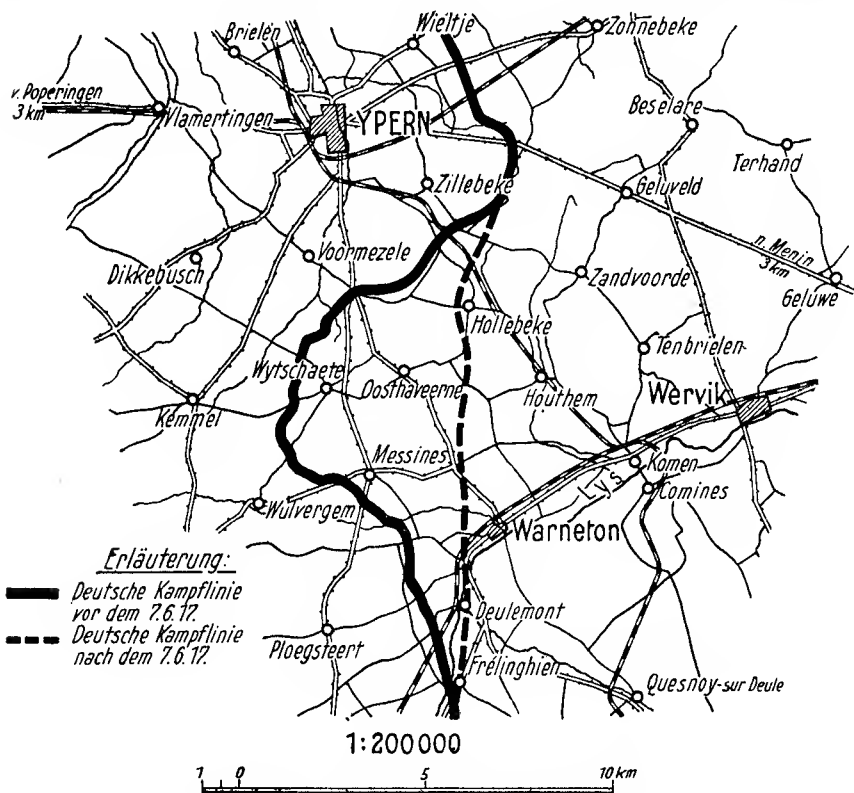 Brielen
Wieltje
Zonnebeke
v. Poperingen
3 km
Vlamertingen
YPERN
Beselare
Terhand
Zillebeke
Geluveld
Voormezele
Dikkebusch
n. Menin
3 km
Zandvoorde
Geluwe
Hollebeke
Tenbrielen
Wytschaete
Oosthaveerne
Houthem
Wervik
Kemmel
Messines
Komen
Lys
Comines
Wulvergem
Warneton
Erläuterung:
Deutsche Kampflinie
vor dem 7.6.17.
Deutsche Kampflinie
nach dem 7.6.17.
Deulemont
Ploegsteert
Frélinghien
Quesnoy-sur Deule
1:200000
1 0 5 10 km